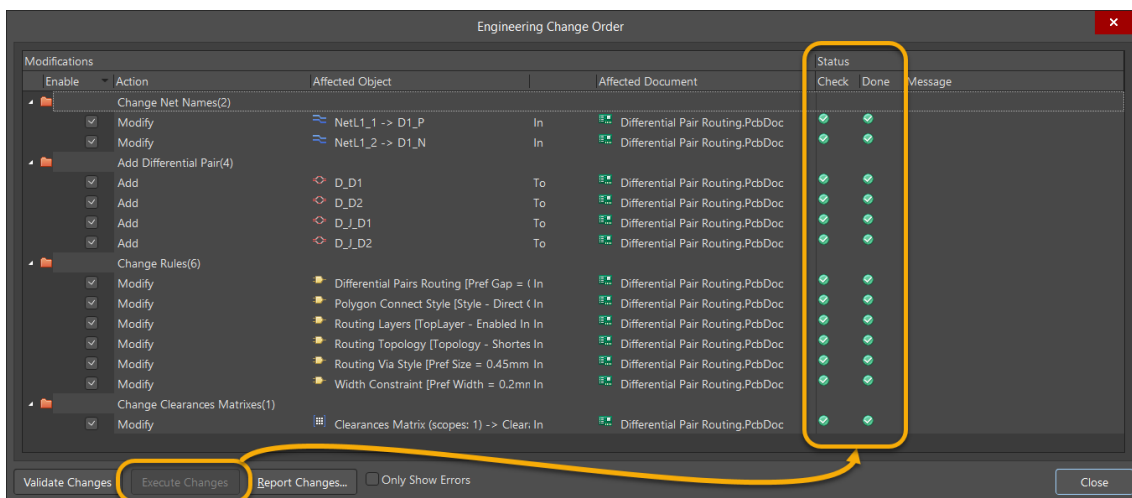 Engineering Change Order
Modifications Status
Enable Action Affected Object Affected Document Check Done Message
Change Net Names(2)
Modify NetL1_1 -> D1_P In Differential Pair Routing.PcbDoc
Modify NetL1_2 -> D1_N In Differential Pair Routing.PcbDoc
Add Differential Pair(4)
Add D_D1 To Differential Pair Routing.PcbDoc
Add D_D2 To Differential Pair Routing.PcbDoc
Add D_J_D1 To Differential Pair Routing.PcbDoc
Add D_J_D2 To Differential Pair Routing.PcbDoc
Change Rules(6)
Modify Differential Pairs Routing [Pref Gap = ( In Differential Pair Routing.PcbDoc
Modify Polygon Connect Style [Style - Direct In Differential Pair Routing.PcbDoc
Modify Routing Layers [TopLayer - Enabled In In Differential Pair Routing.PcbDoc
Modify Routing Topology [Topology - Shortes In Differential Pair Routing.PcbDoc
Modify Routing Via Style [Pref Size = 0.45mm In Differential Pair Routing.PcbDoc
Modify Width Constraint [Pref Width = 0.2mm In Differential Pair Routing.PcbDoc
Change Clearances Matrixes(1)
Modify Clearances Matrix (scopes: 1) -> Clear In Differential Pair Routing.PcbDoc
Validate Changes Execute Changes Report Changes... Only Show Errors Close